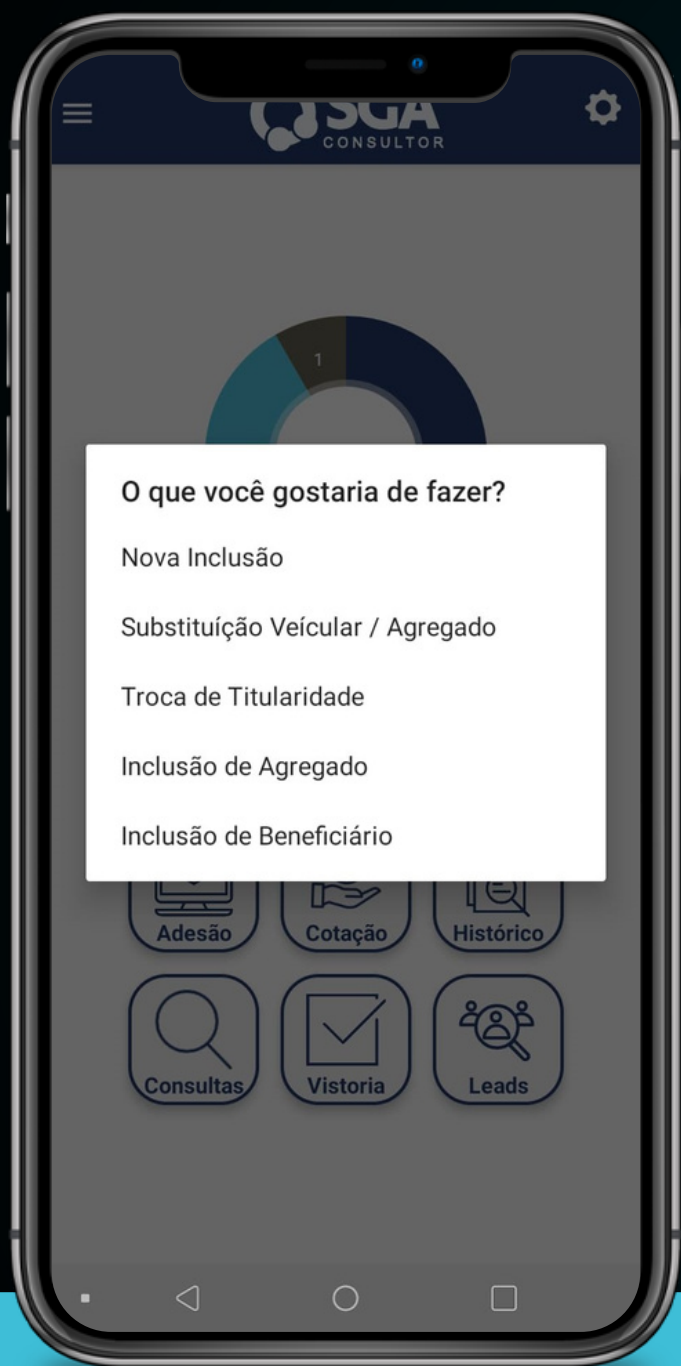 SGA
CONSULTOR
1
O que você gostaria de fazer?
Nova Inclusão
Substituíção Veícular / Agregado
Troca de Titularidade
Inclusão de Agregado
Inclusão de Beneficiário
Adesão
Cotação
Histórico
Consultas
Vistoria
Leads